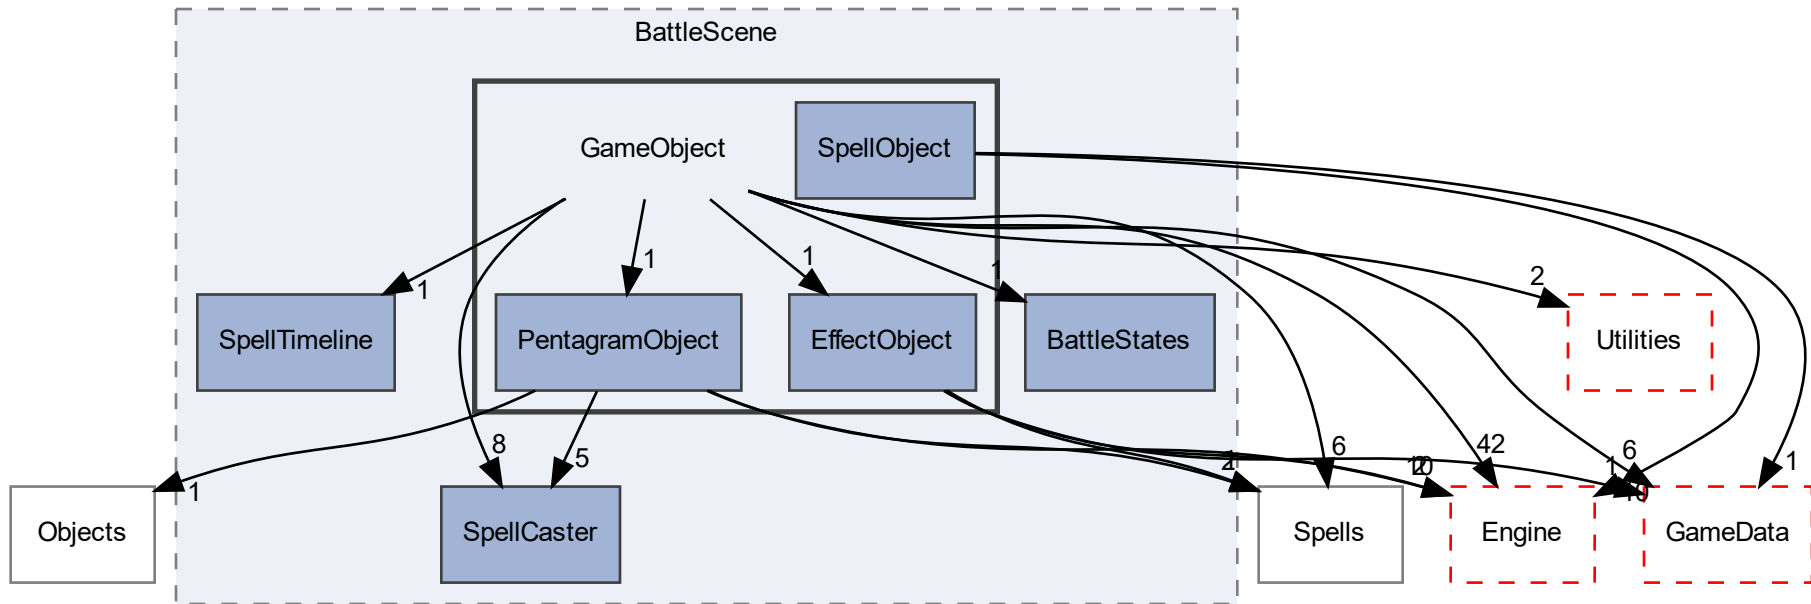 BattleScene
GameObject
SpellObject
1
1
1
1
2
SpellTimeline
PentagramObject
EffectObject
BattleStates
Utilities
8
5
6
42
6
1
1
1
Objects
SpellCaster
Spells
Engine
GameData